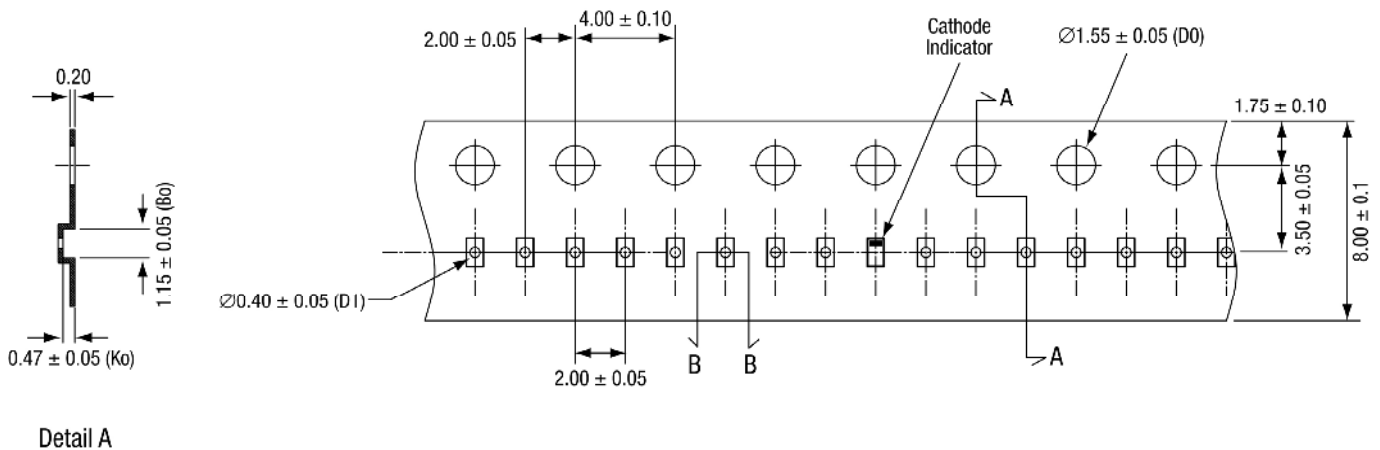 4.00 ± 0.10
2.00 ± 0.05
Cathode
Indicator
∅1.55 ± 0.05 (D0)
0.20
A
1.75 ± 0.10
1.15 ± 0.05 (Bo)
3.50 ± 0.05
8.00 ± 0.1
∅0.40 ± 0.05 (D1)
0.47 ± 0.05 (Ko)
B
B
A
2.00 ± 0.05
Detail A